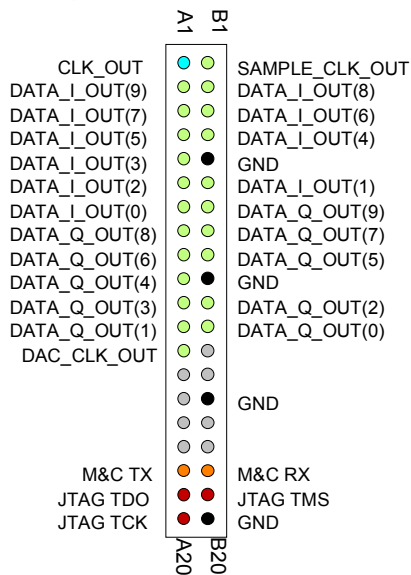 A1 B1
CLK_OUT SAMPLE_CLK_OUT
DATA_I_OUT(9) DATA_I_OUT(8)
DATA_I_OUT(7) DATA_I_OUT(6)
DATA_I_OUT(5) DATA_I_OUT(4)
DATA_I_OUT(3) GND
DATA_I_OUT(2) DATA_I_OUT(1)
DATA_I_OUT(0) DATA_Q_OUT(9)
DATA_Q_OUT(8) DATA_Q_OUT(7)
DATA_Q_OUT(6) DATA_Q_OUT(5)
DATA_Q_OUT(4) GND
DATA_Q_OUT(3) DATA_Q_OUT(2)
DATA_Q_OUT(1) DATA_Q_OUT(0)
DAC_CLK_OUT
GND
M&C TX M&C RX
JTAG TDO JTAG TMS
JTAG TCK GND
A20 B20